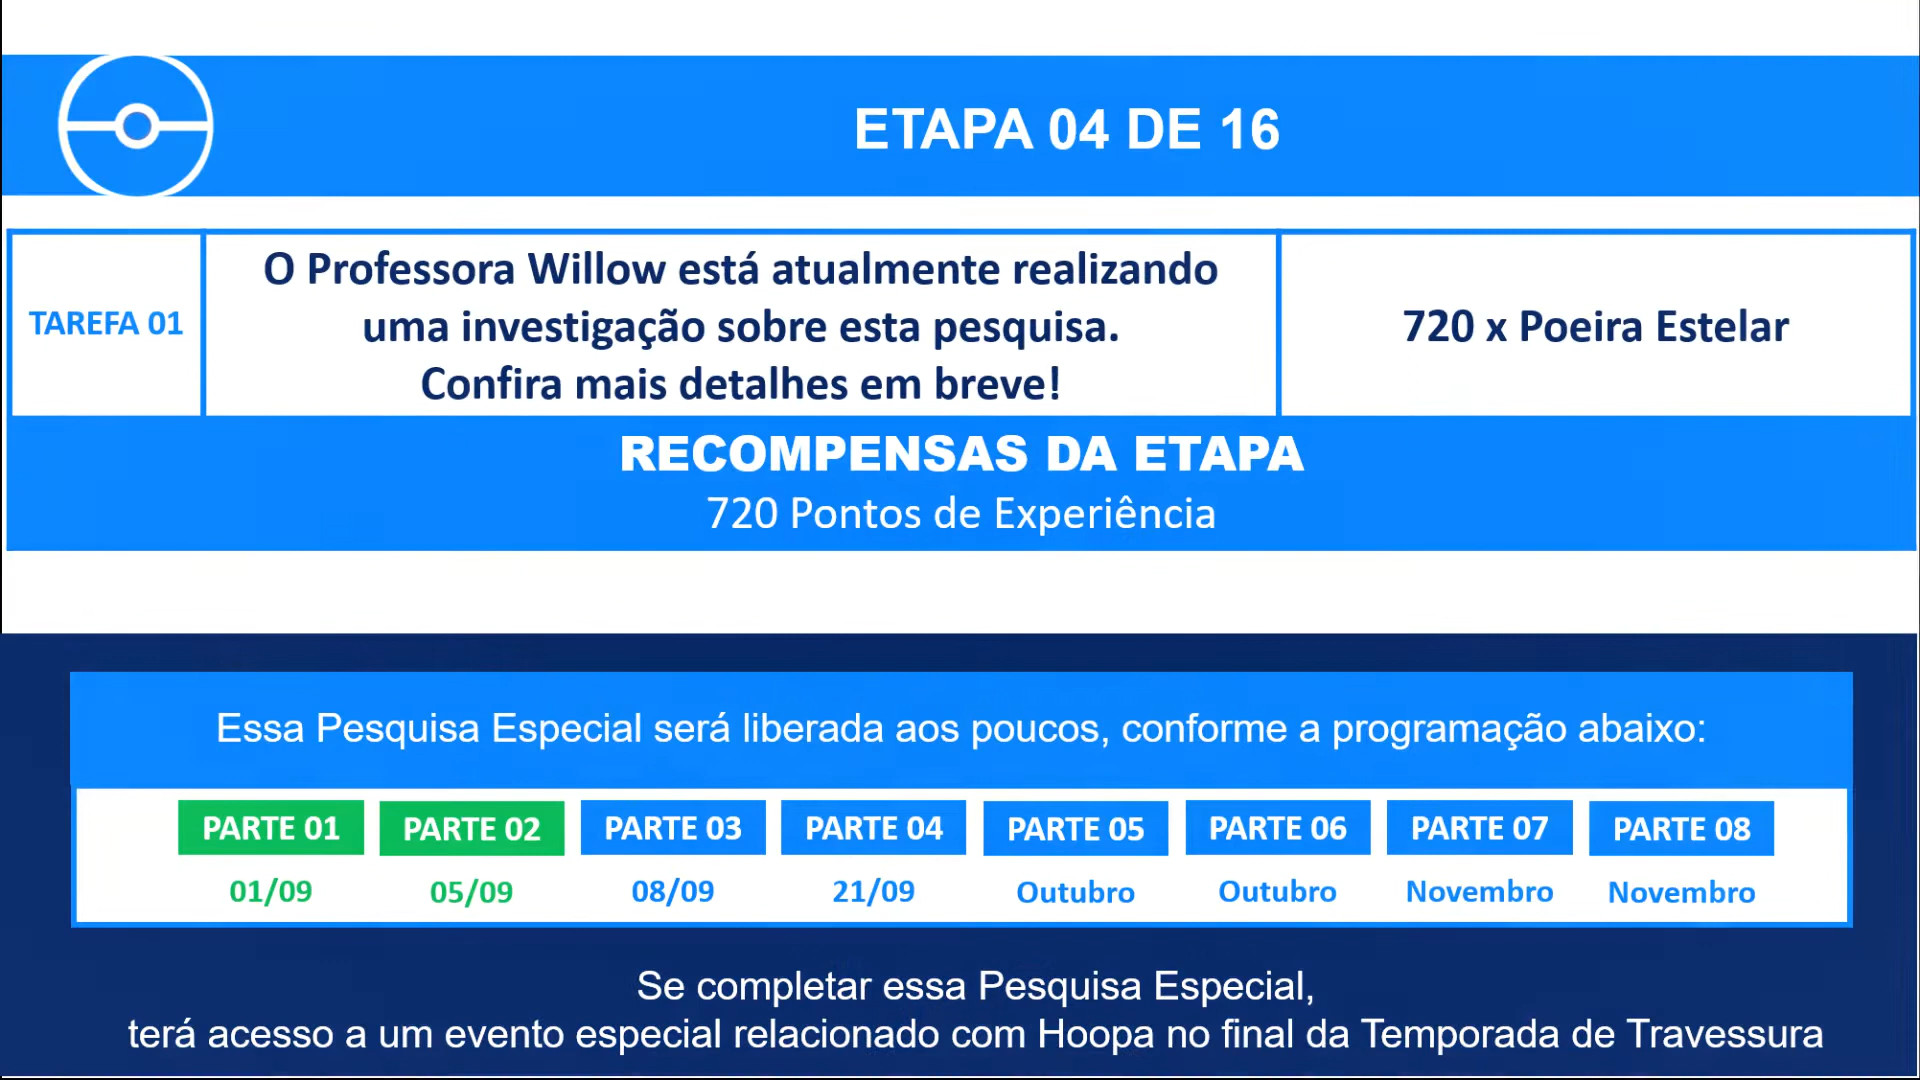 ETAPA 04 DE 16
TAREFA 01
O Professora Willow está atualmente realizando
uma investigação sobre esta pesquisa.
Confira mais detalhes em breve!
720 x Poeira Estelar
RECOMPENSAS DA ETAPA
720 Pontos de Experiência
Essa Pesquisa Especial será liberada aos poucos, conforme a programação abaixo:
PARTE 01 PARTE 02 PARTE 03 PARTE 04 PARTE 05 PARTE 06 PARTE 07 PARTE 08
01/09 05/09 08/09 21/09 Outubro Outubro Novembro Novembro
Se completar essa Pesquisa Especial,
terá acesso a um evento especial relacionado com Hoopa no final da Temporada de Travessura